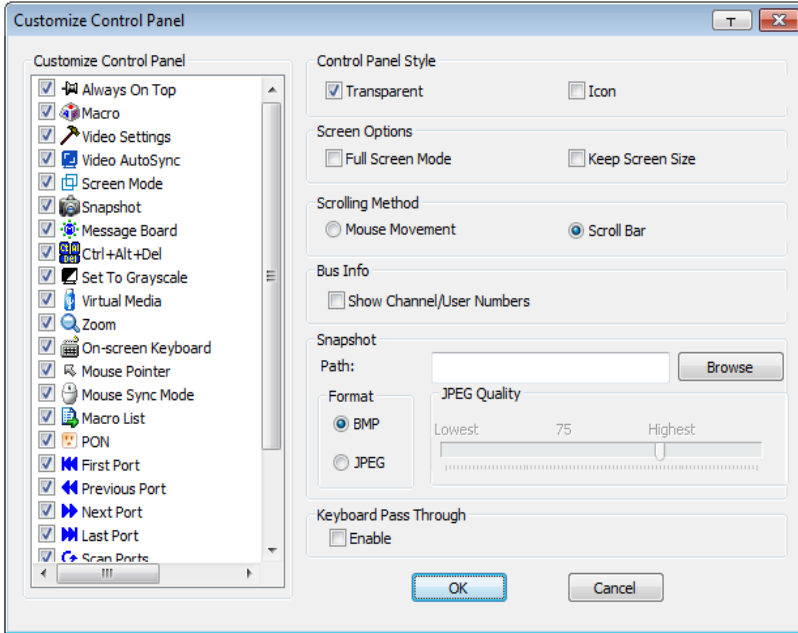 Customize Control Panel
Customize Control Panel
Always On Top
Macro
Video Settings
Video AutoSync
Screen Mode
Snapshot
Message Board
Ctrl+Alt+Del
Set To Grayscale
Virtual Media
Zoom
On-screen Keyboard
Mouse Pointer
Mouse Sync Mode
Macro List
PON
First Port
Previous Port
Next Port
Last Port
Scan Ports
Control Panel Style
Transparent Icon
Screen Options
Full Screen Mode Keep Screen Size
Scrolling Method
Mouse Movement Scroll Bar
Bus Info
Show Channel/User Numbers
Snapshot
Path: Browse
Format
BMP
JPEG
JPEG Quality
Lowest 75 Highest
Keyboard Pass Through
Enable
OK Cancel